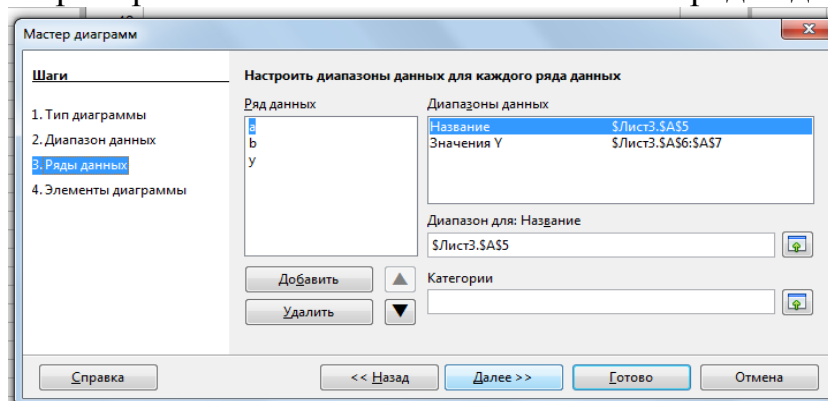 Мастер диаграмм
Шаги
1. Тип диаграммы
2. Диапазон данных
3. Ряды данных
4. Элементы диаграммы
Настроить диапазоны данных для каждого ряда данных
Ряд данных
a
b
y
Добавить
Удалить
Диапазоны данных
Название $Лист3.$A$5
Значения Y $Лист3.$A$6:$A$7
Диапазон для: Название
$Лист3.$A$5
Категории
Справка
<< Назад
Далее >>
Готово
Отмена